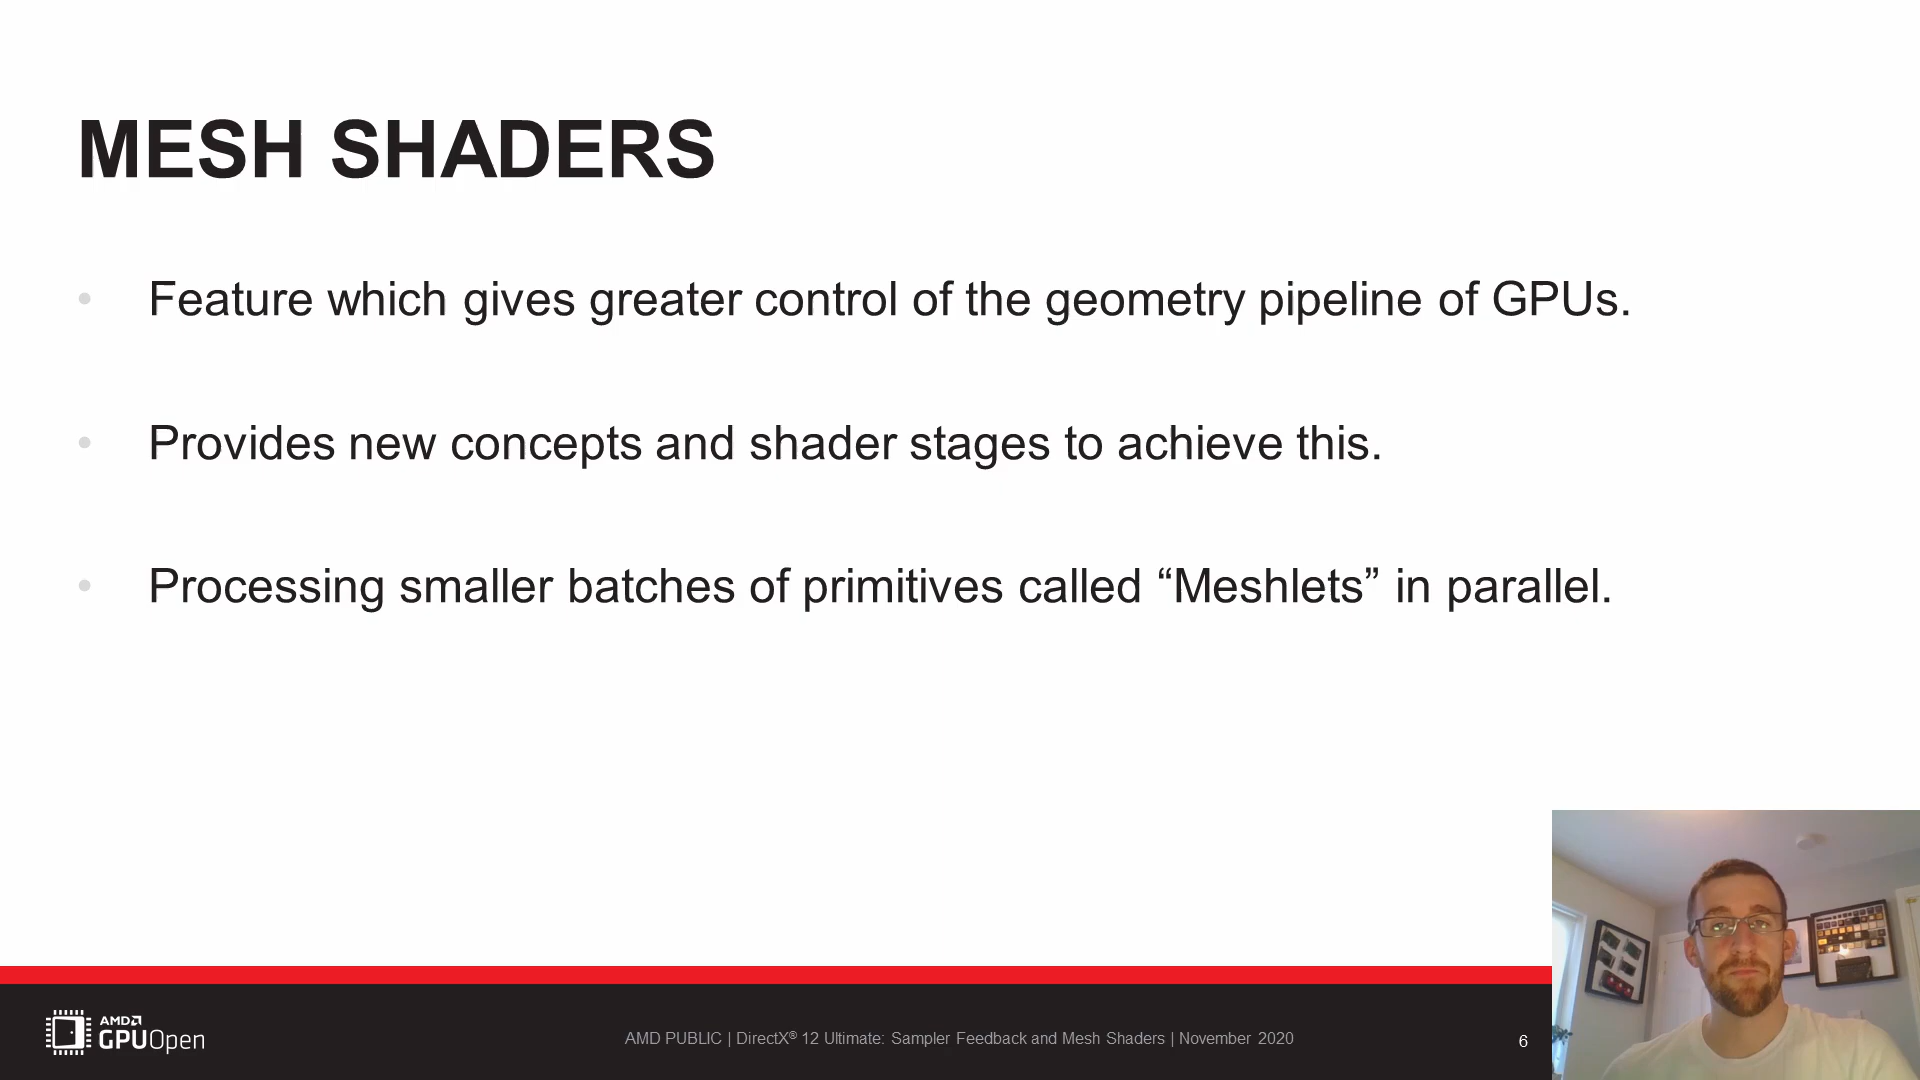 MESH SHADERS
• Feature which gives greater control of the geometry pipeline of GPUs.
• Provides new concepts and shader stages to achieve this.
• Processing smaller batches of primitives called “Meshlets” in parallel.
AMD
GPUOpen
AMD PUBLIC | DirectX® 12 Ultimate: Sampler Feedback and Mesh Shaders | November 2020
6